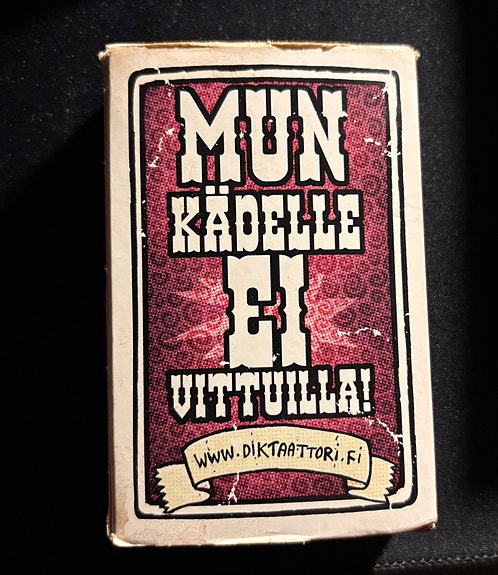 MUN
KÄDELLE
EI
VITTUILLA!
WWW.DIKTAATTORI.Fi